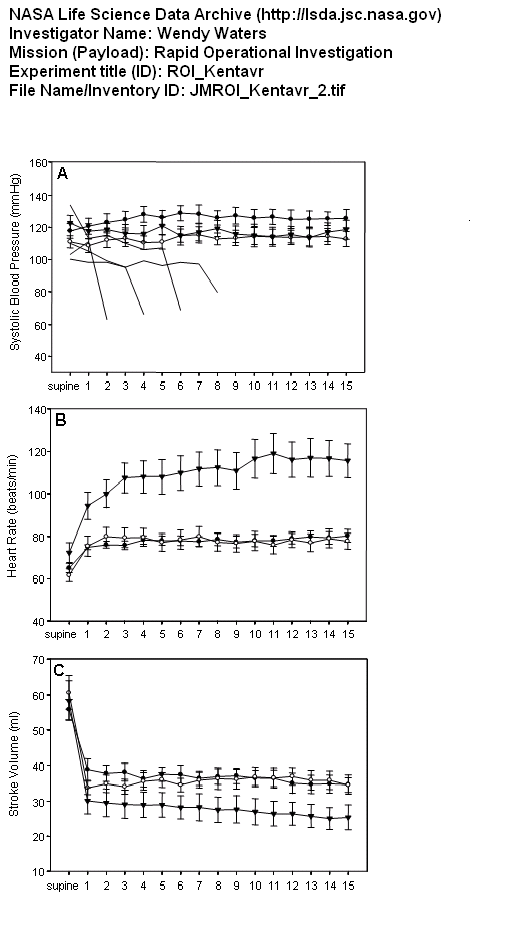 NASA Life Science Data Archive (http://lsda.jsc.nasa.gov)
Investigator Name: Wendy Waters
Mission (Payload): Rapid Operational Investigation
Experiment title (ID): ROI_Kentavr
File Name/Inventory ID: JMROI_Kentavr_2.tif
A
Systolic Blood Pressure (mmHg)
160
140
120
100
80
60
40
supine 1 2 3 4 5 6 7 8 9 10 11 12 13 14 15
B
Heart Rate (beats/min)
140
120
100
80
60
40
supine 1 2 3 4 5 6 7 8 9 10 11 12 13 14 15
C
Stroke Volume (ml)
70
60
50
40
30
20
10
supine 1 2 3 4 5 6 7 8 9 10 11 12 13 14 15